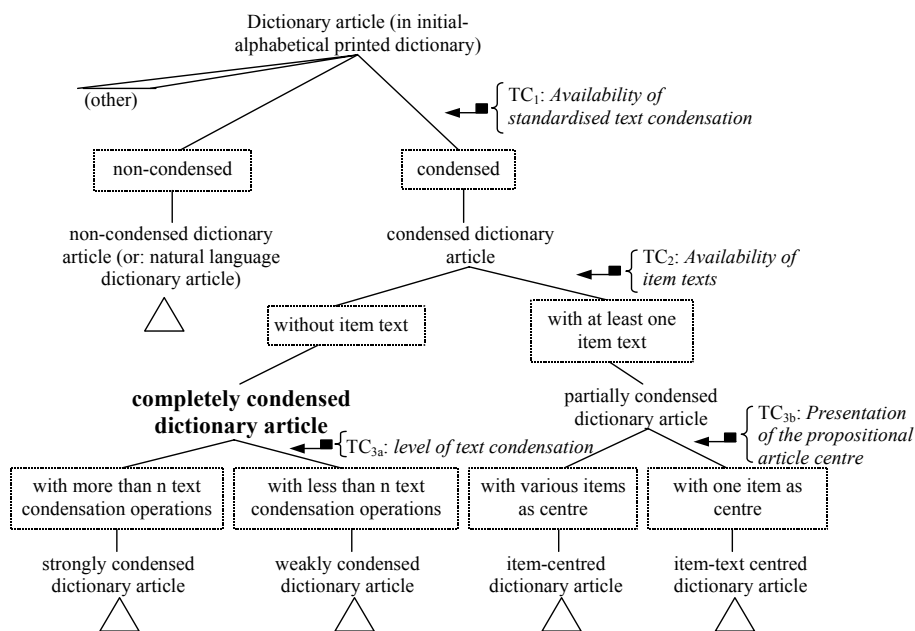 Dictionary article (in initial-
alphabetical printed dictionary)
(other)
TC1: Availability of
standardised text condensation
non-condensed
condensed
non-condensed dictionary
article (or: natural language
dictionary article)
condensed dictionary
article
TC2: Availability of
item texts
without item text
with at least one
item text
completely condensed
dictionary article
partially condensed
dictionary article
TC3a: level of text condensation
TC3b: Presentation
of the propositional
article centre
with more than n text
condensation operations
with less than n text
condensation operations
with various items
as centre
with one item as
centre
strongly condensed
dictionary article
weakly condensed
dictionary article
item-centred
dictionary article
item-text centred
dictionary article